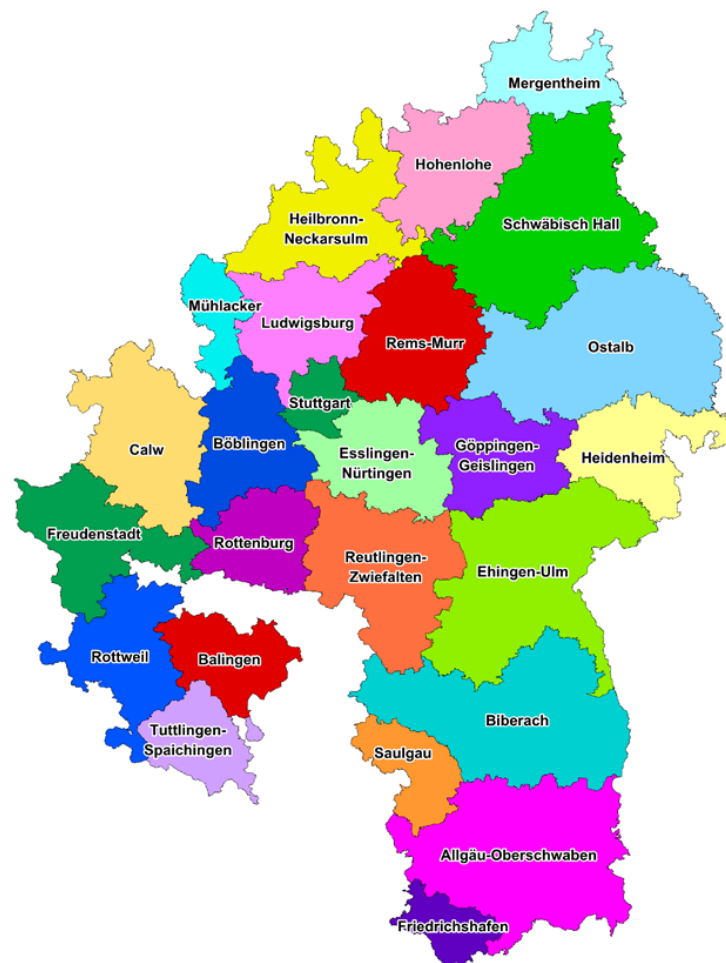 Mergentheim
Hohenlohe
Heilbronn-
Neckarsulm
Schwäbisch Hall
Mühlacker
Ludwigsburg
Rems-Murr
Ostalb
Stuttgart
Calw
Böblingen
Esslingen-
Nürtingen
Göppingen-
Geislingen
Heidenheim
Freudenstadt
Rottenburg
Reutlingen-
Zwiefalten
Ehingen-Ulm
Rottweil
Balingen
Tuttlingen-
Spaichingen
Biberach
Saulgau
Allgäu-Oberschwaben
Friedrichshafen